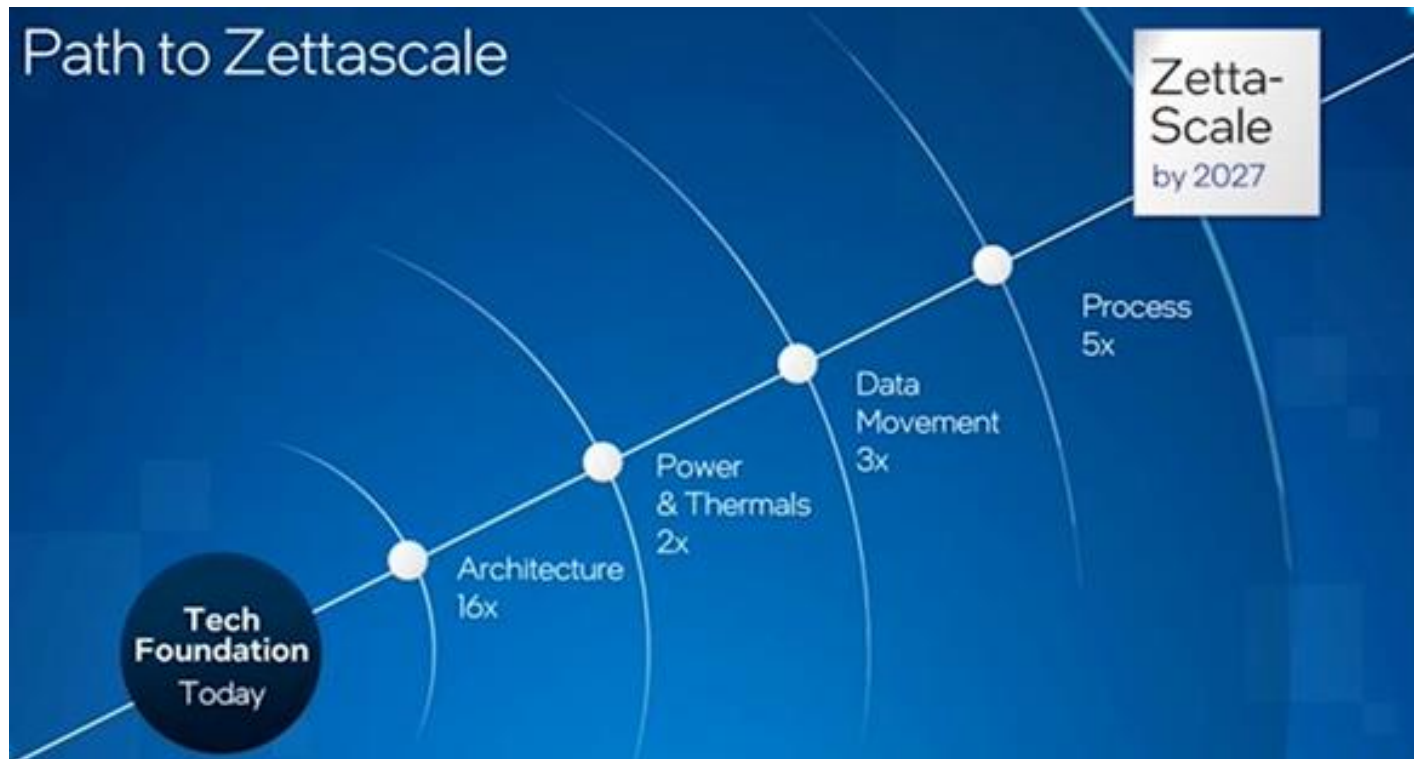 Path to Zettascale
Zetta-
Scale
by 2027
Process
5x
Data
Movement
3x
Power
& Thermals
2x
Architecture
16x
Tech
Foundation
Today